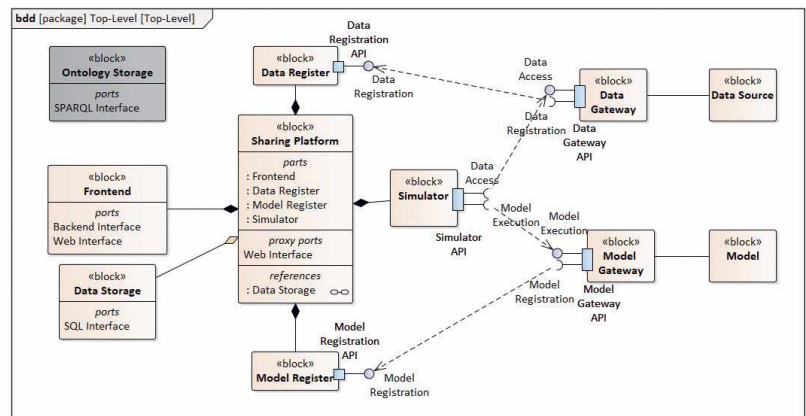 bdd [package] Top-Level [Top-Level]
«block»
Ontology Storage
ports
SPARQL Interface
«block»
Data Register
Data
Registration
API
Data
Registration
Data
Access
Data
Registration
Data
Gateway
API
«block»
Data
Gateway
«block»
Data Source
«block»
Sharing Platform
parts
: Frontend
: Data Register
: Model Register
: Simulator
proxy ports
Web Interface
references
: Data Storage
«block»
Frontend
ports
Backend Interface
Web Interface
«block»
Data Storage
ports
SQL Interface
«block»
Simulator
Data
Access
Model
Execution
Simulator
API
Model
Execution
«block»
Model
Gateway
«block»
Model
Model
Registration
Model
Gateway
API
«block»
Model Register
Model
Registration
API
Model
Registration